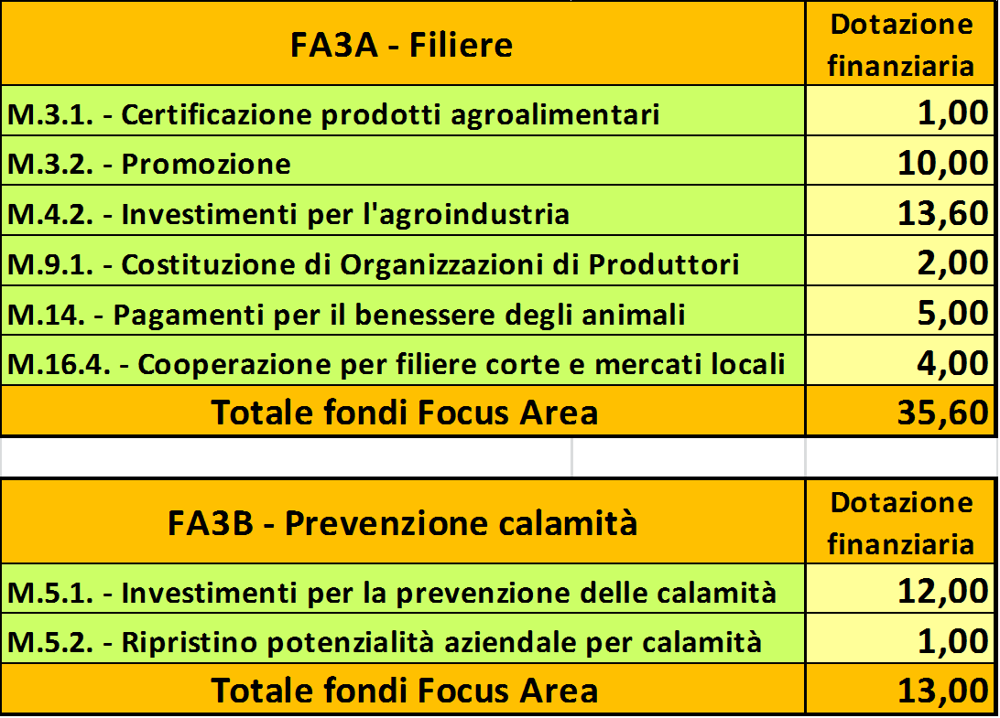 FA3A - Filiere
Dotazione
finanziaria
M.3.1. - Certificazione prodotti agroalimentari 1,00
M.3.2. - Promozione 10,00
M.4.2. - Investimenti per l'agroindustria 13,60
M.9.1. - Costituzione di Organizzazioni di Produttori 2,00
M.14. - Pagamenti per il benessere degli animali 5,00
M.16.4. - Cooperazione per filiere corte e mercati locali 4,00
Totale fondi Focus Area 35,60
FA3B - Prevenzione calamità
Dotazione
finanziaria
M.5.1. - Investimenti per la prevenzione delle calamità 12,00
M.5.2. - Ripristino potenzialità aziendale per calamità 1,00
Totale fondi Focus Area 13,00